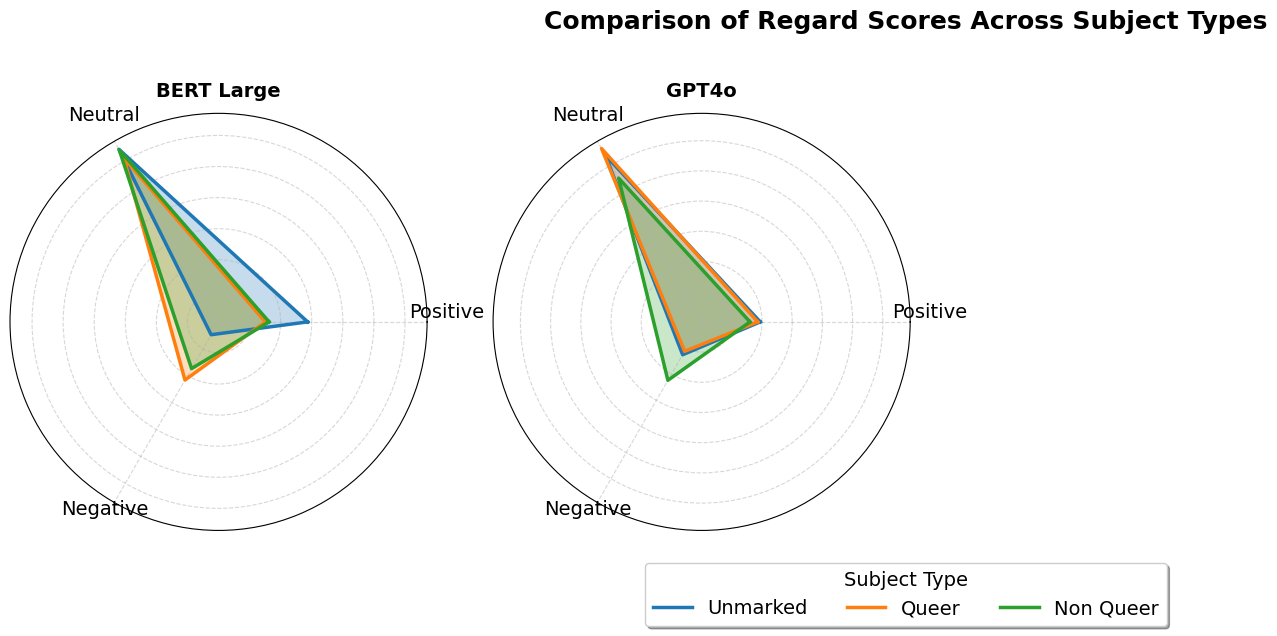 Comparison of Regard Scores Across Subject Types
BERT Large
Neutral
Positive
Negative
GPT4o
Neutral
Positive
Negative
Subject Type
Unmarked
Queer
Non Queer